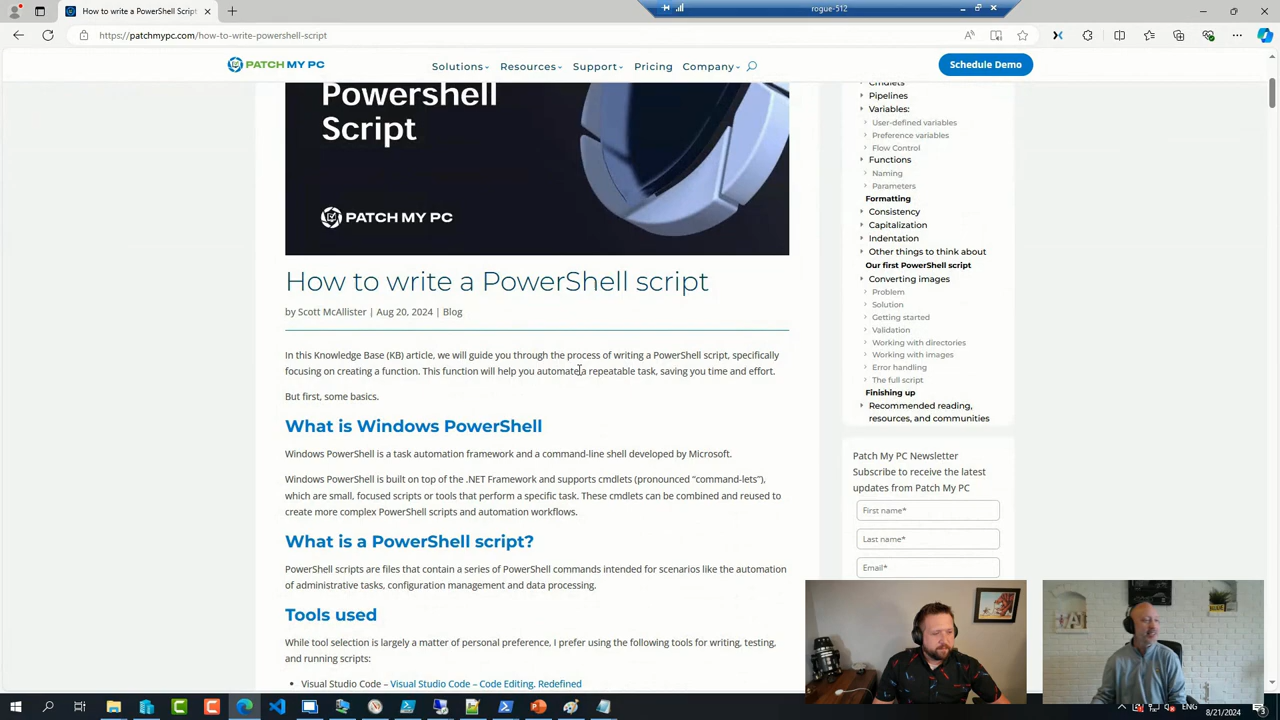 How to write a PowerShell Script
rogue-512
https://patchmypc.com/how-to-write-powershell-script
PATCH MY PC
Solutions
Resources
Support
Pricing
Company
Schedule Demo
Powershell
Script
PATCH MY PC
How to write a PowerShell script
by Scott McAllister | Aug 20, 2024 | Blog
In this Knowledge Base (KB) article, we will guide you through the process of writing a PowerShell script, specifically
focusing on creating a function. This function will help you automate a repeatable task, saving you time and effort.
But first, some basics.
What is Windows PowerShell
Windows PowerShell is a task automation framework and a command-line shell developed by Microsoft.
Windows PowerShell is built on top of the .NET Framework and supports cmdlets (pronounced “command-lets”),
which are small, focused scripts or tools that perform a specific task. These cmdlets can be combined and reused to
create more complex PowerShell scripts and automation workflows.
What is a PowerShell script?
PowerShell scripts are files that contain a series of PowerShell commands intended for scenarios like the automation
of administrative tasks, configuration management and data processing.
Tools used
While tool selection is largely a matter of personal preference, I prefer using the following tools for writing, testing,
and running scripts:
• Visual Studio Code – Visual Studio Code – Code Editing. Redefined
Cmdlets
Pipelines
Variables:
User-defined variables
Preference variables
Flow Control
Functions
Naming
Parameters
Formatting
Consistency
Capitalization
Indentation
Other things to think about
Our first PowerShell script
Converting images
Problem
Solution
Getting started
Validation
Working with directories
Working with images
Error handling
The full script
Finishing up
Recommended reading,
resources, and communities
Patch My PC Newsletter
Subscribe to receive the latest
updates from Patch My PC
First name*
Last name*
Email*
ENG
8/21/2024